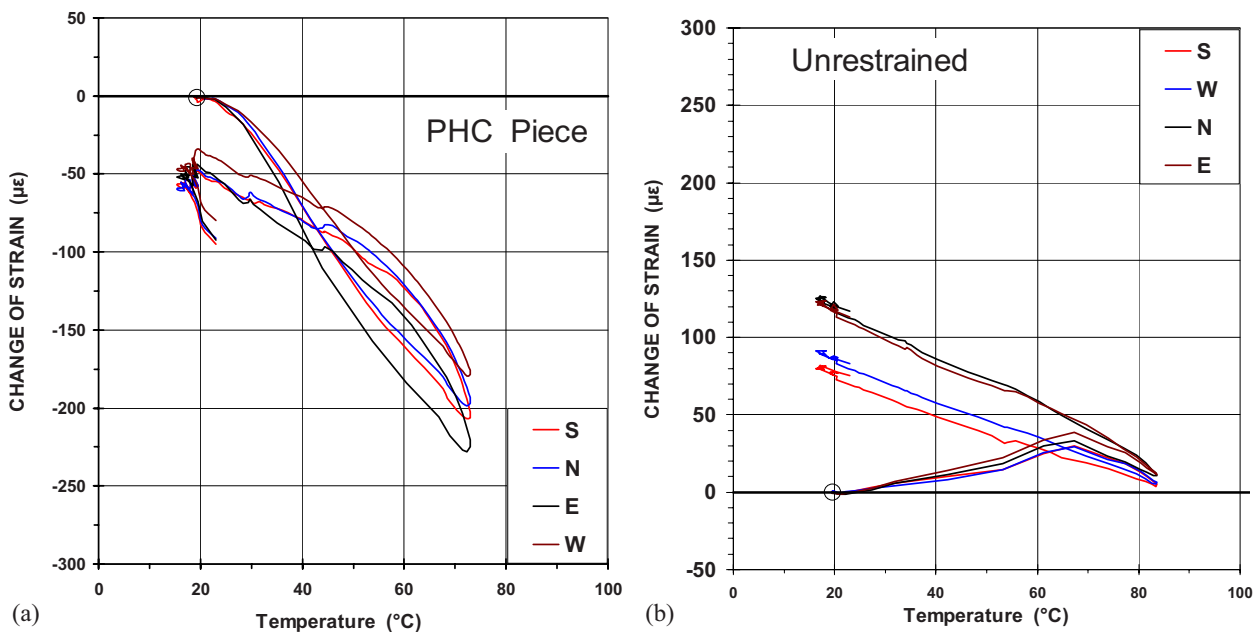 50
0
-50
-100
-150
-200
-250
-300
CHANGE OF STRAIN (με)
PHC Piece
S
N
E
W
0 20 40 60 80 100
(a) Temperature (°C)
300
250
200
150
100
50
0
-50
CHANGE OF STRAIN (με)
Unrestrained
S
W
N
E
0 20 40 60 80 100
(b) Temperature (°C)